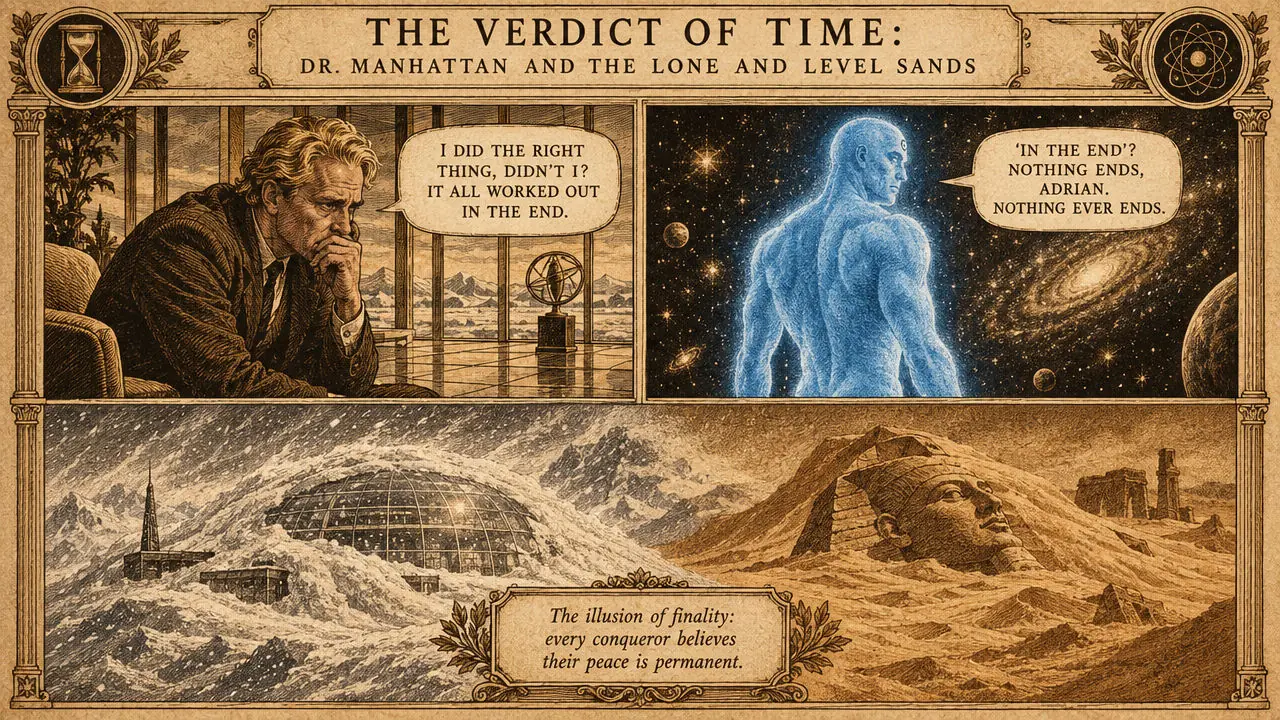 THE VERDICT OF TIME:
DR. MANHATTAN AND THE LONE AND LEVEL SANDS
I DID THE RIGHT
THING, DIDN'T I?
IT ALL WORKED OUT
IN THE END.
'IN THE END'?
NOTHING ENDS,
ADRIAN.
NOTHING EVER ENDS.
The illusion of finality:
every conqueror believes
their peace is permanent.